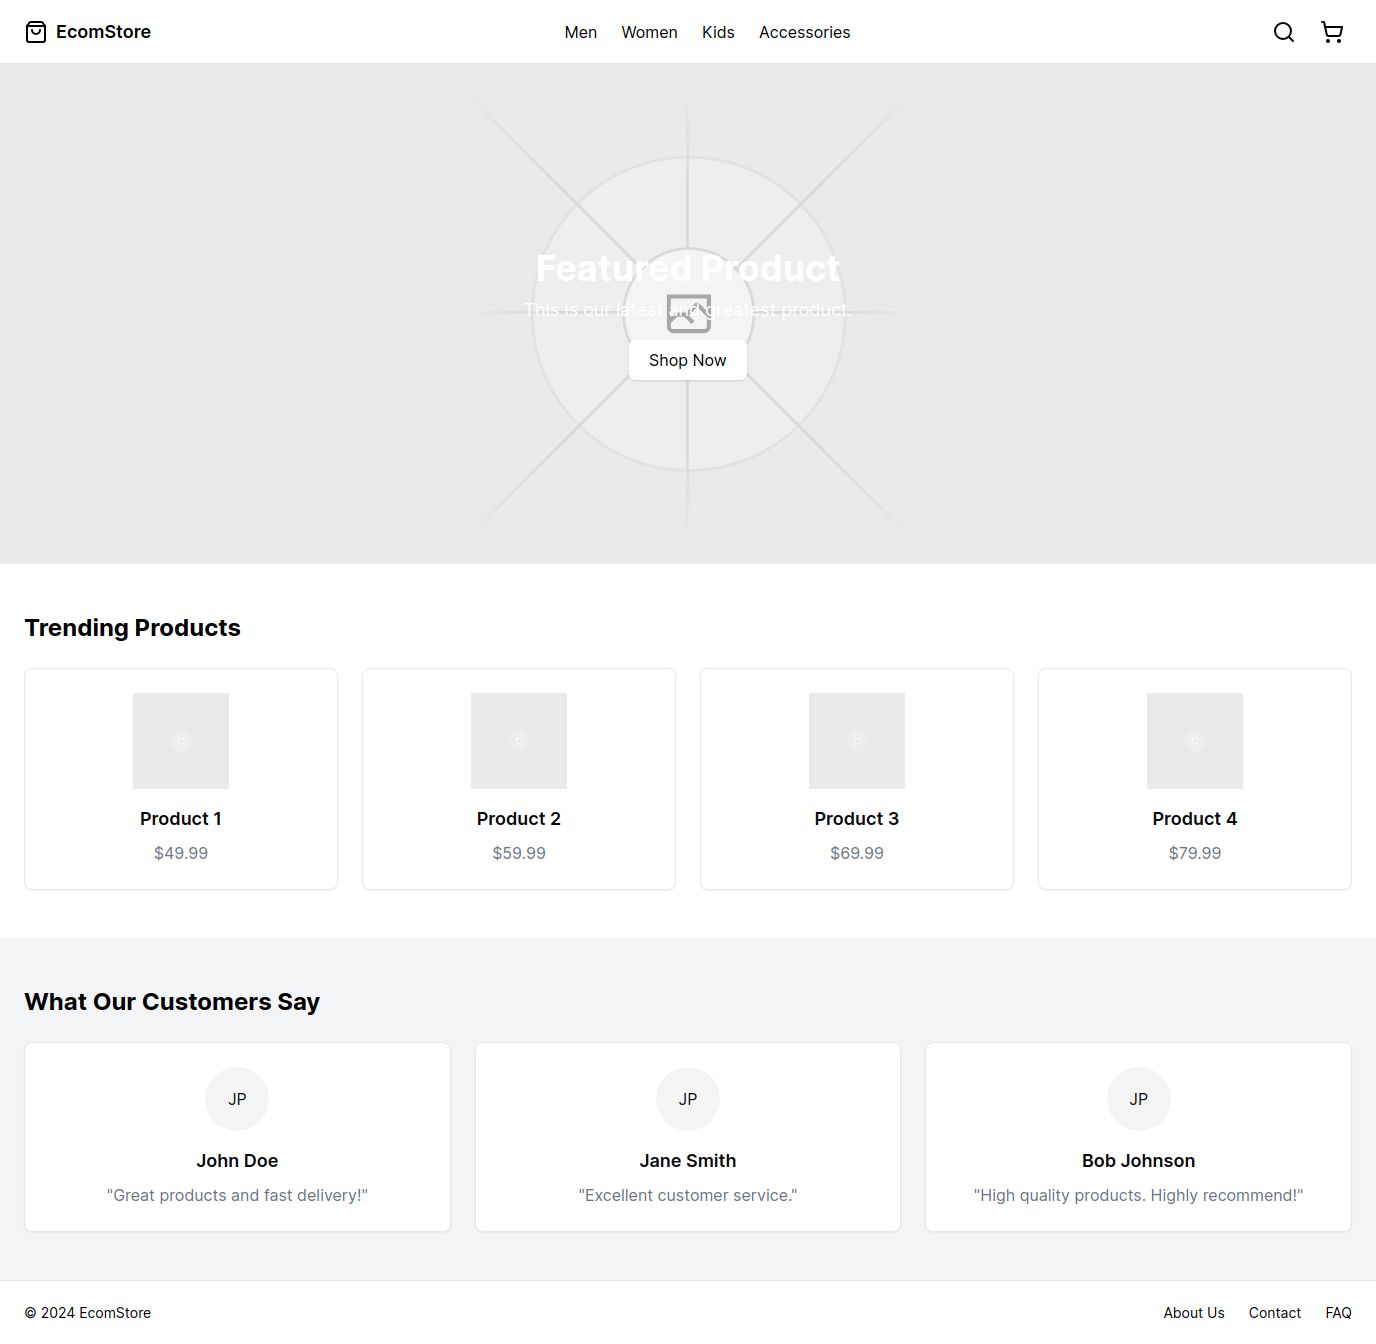 EcomStore
Men Women Kids Accessories
Featured Product
This is our latest and greatest product.
Shop Now
Trending Products
Product 1
$49.99
Product 2
$59.99
Product 3
$69.99
Product 4
$79.99
What Our Customers Say
JP
John Doe
"Great products and fast delivery!"
JP
Jane Smith
"Excellent customer service."
JP
Bob Johnson
"High quality products. Highly recommend!"
© 2024 EcomStore
About Us Contact FAQ